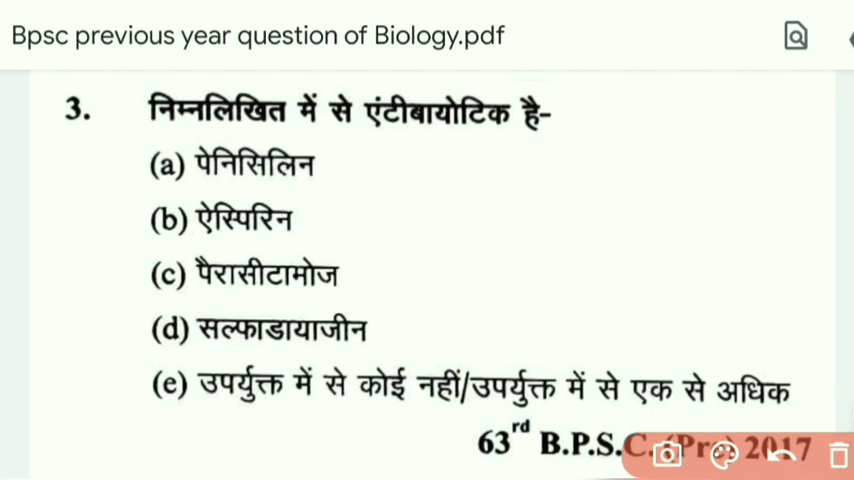 Bpsc previous year question of Biology.pdf
3. निम्नलिखित में से एंटीबायोटिक है-
(a) पेनिसिलिन
(b) ऐस्पिरिन
(c) पैरासीटामोज
(d) सल्फाडायाजीन
(e) उपर्युक्त में से कोई नहीं/उपर्युक्त में से एक से अधिक
63rd B.P.S.C. (Pre) 2017